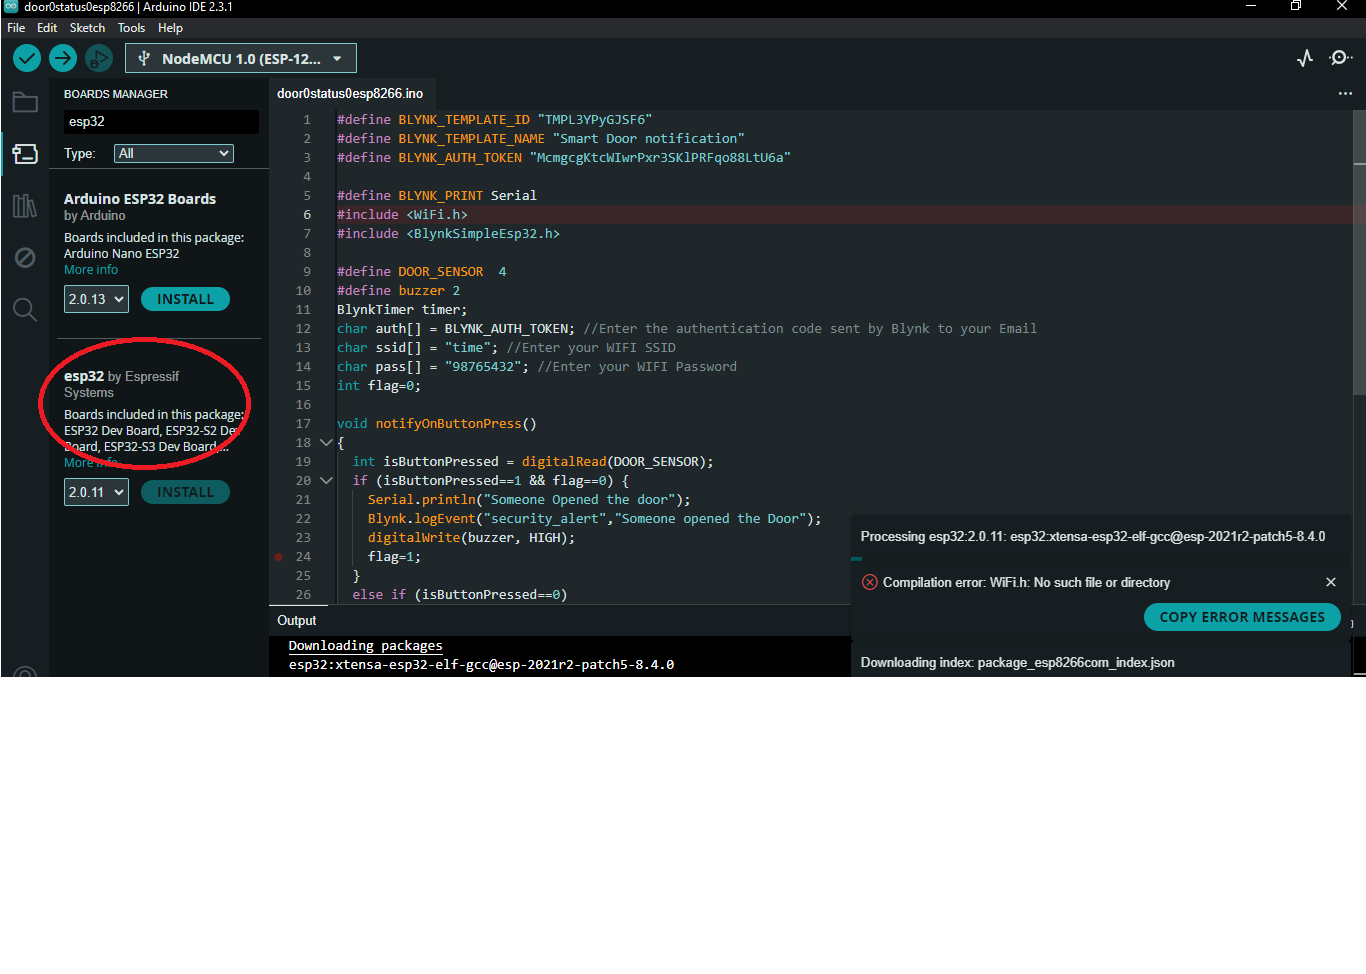 door0status0esp8266 | Arduino IDE 2.3.1
File Edit Sketch Tools Help
NodeMCU 1.0 (ESP-12...
BOARDS MANAGER
esp32
Type: All
Arduino ESP32 Boards
by Arduino
Boards included in this package:
Arduino Nano ESP32
More info
2.0.13 INSTALL
esp32 by Espressif
Systems
Boards included in this package:
ESP32 Dev Board, ESP32-S2 Dev
Board, ESP32-S3 Dev Board,...
More info
2.0.11 INSTALL
door0status0esp8266.ino
1 #define BLYNK_TEMPLATE_ID "TMPL3YPyGJSF6"
2 #define BLYNK_TEMPLATE_NAME "Smart Door notification"
3 #define BLYNK_AUTH_TOKEN "McmgcgKtcWIwrPxr3SKlPRFqo88LtU6a"
4
5 #define BLYNK_PRINT Serial
6 #include <WiFi.h>
7 #include <BlynkSimpleEsp32.h>
8
9 #define DOOR_SENSOR  4
10 #define buzzer 2
11 BlynkTimer timer;
12 char auth[] = BLYNK_AUTH_TOKEN; //Enter the authentication code sent by Blynk to your Email
13 char ssid[] = "time"; //Enter your WIFI SSID
14 char pass[] = "98765432"; //Enter your WIFI Password
15 int flag=0;
16
17 void notifyOnButtonPress()
18 {
19 int isButtonPressed = digitalRead(DOOR_SENSOR);
20 if (isButtonPressed==1 && flag==0) {
21 Serial.println("Someone Opened the door");
22 Blynk.logEvent("security_alert","Someone opened the Door");
23 digitalWrite(buzzer, HIGH);
24 flag=1;
25 }
26 else if (isButtonPressed==0)
Output
Downloading packages
esp32:xtensa-esp32-elf-gcc@esp-2021r2-patch5-8.4.0
Processing esp32:2.0.11: esp32:xtensa-esp32-elf-gcc@esp-2021r2-patch5-8.4.0
Compilation error: WiFi.h: No such file or directory
COPY ERROR MESSAGES
Downloading index: package_esp8266com_index.json